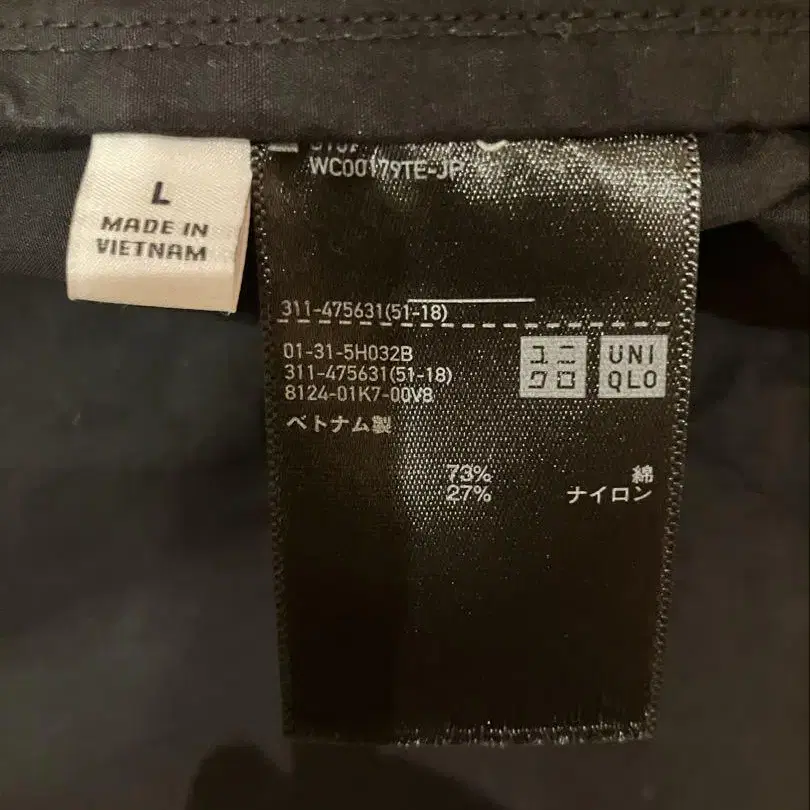 L
MADE IN
VIETNAM
WC00179TE-JP
311-475631(51-18)
01-31-5H032B
311-475631(51-18)
8124-01K7-00V8
ベトナム製
ユニ
クロ
UNI
QLO
73% 綿
27% ナイロン